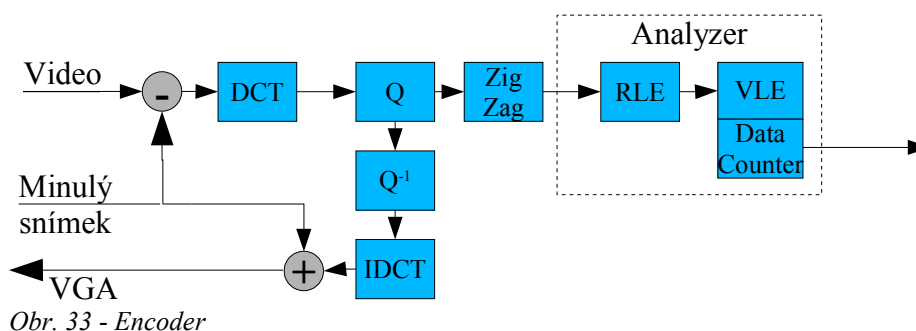 Analyzer
Video
-
DCT
Q
Zig
Zag
RLE
VLE
Data
Counter
Q⁻¹
Minulý
snímek
+
IDCT
VGA
Obr. 33 - Encoder